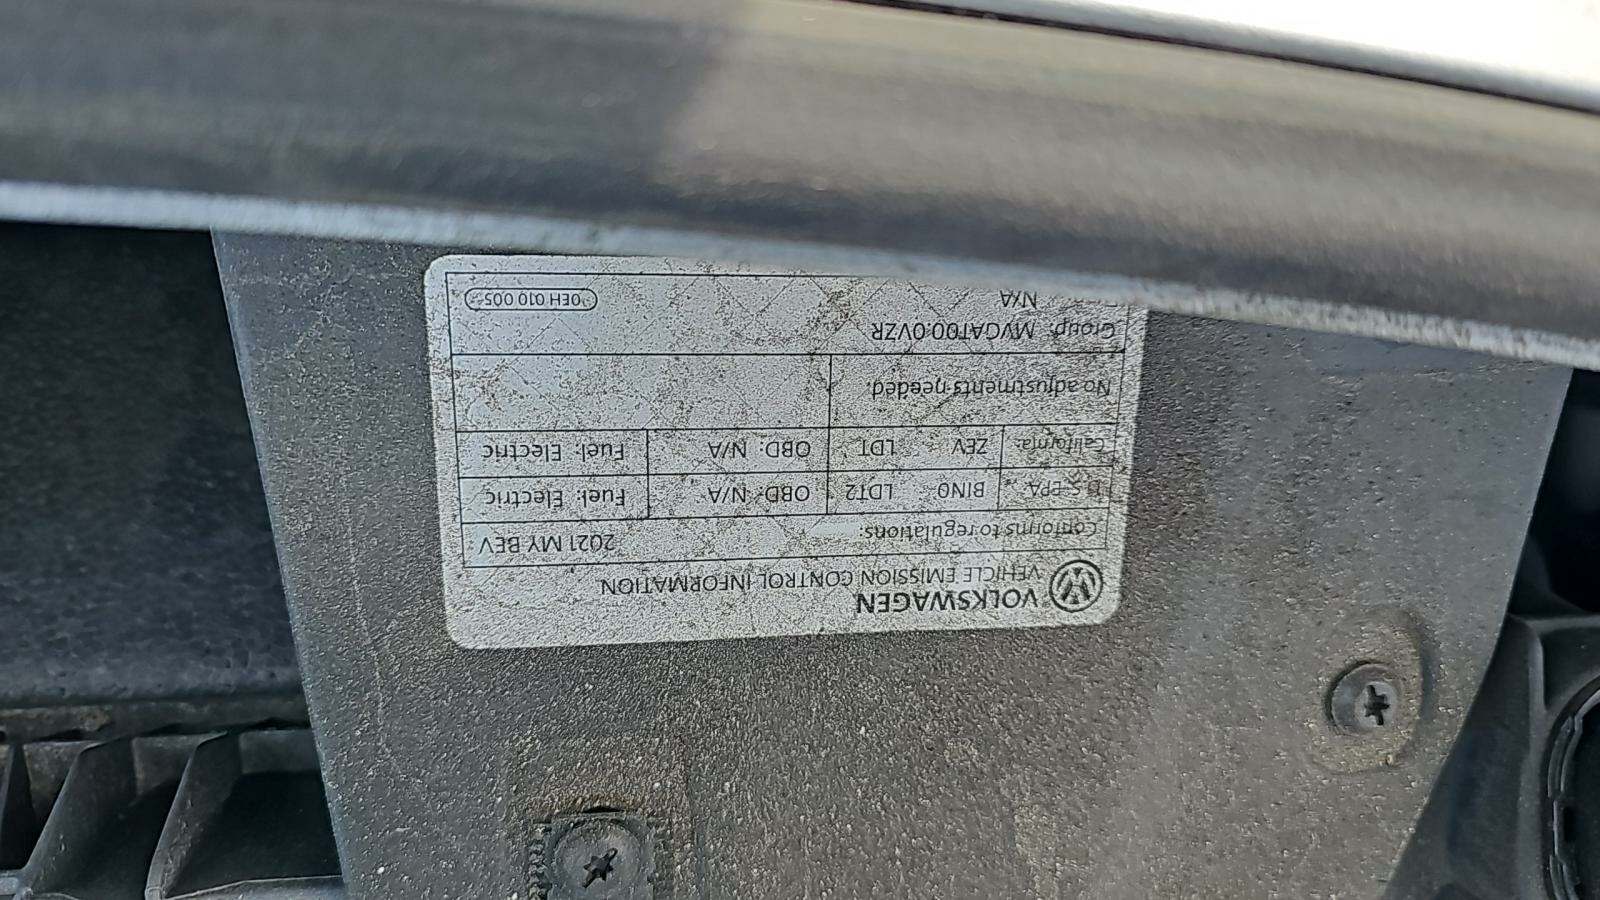 VOLKSWAGEN
VEHICLE EMISSION CONTROL INFORMATION
Conforms to regulations: 2021 MY BEV
U.S. EPA: BIN0 LDT2 OBD: N/A Fuel: Electric
California: ZEV LDT OBD: N/A Fuel: Electric
No adjustments needed.
Group: MVGAT00.0VZR
N/A 0EH 010 005